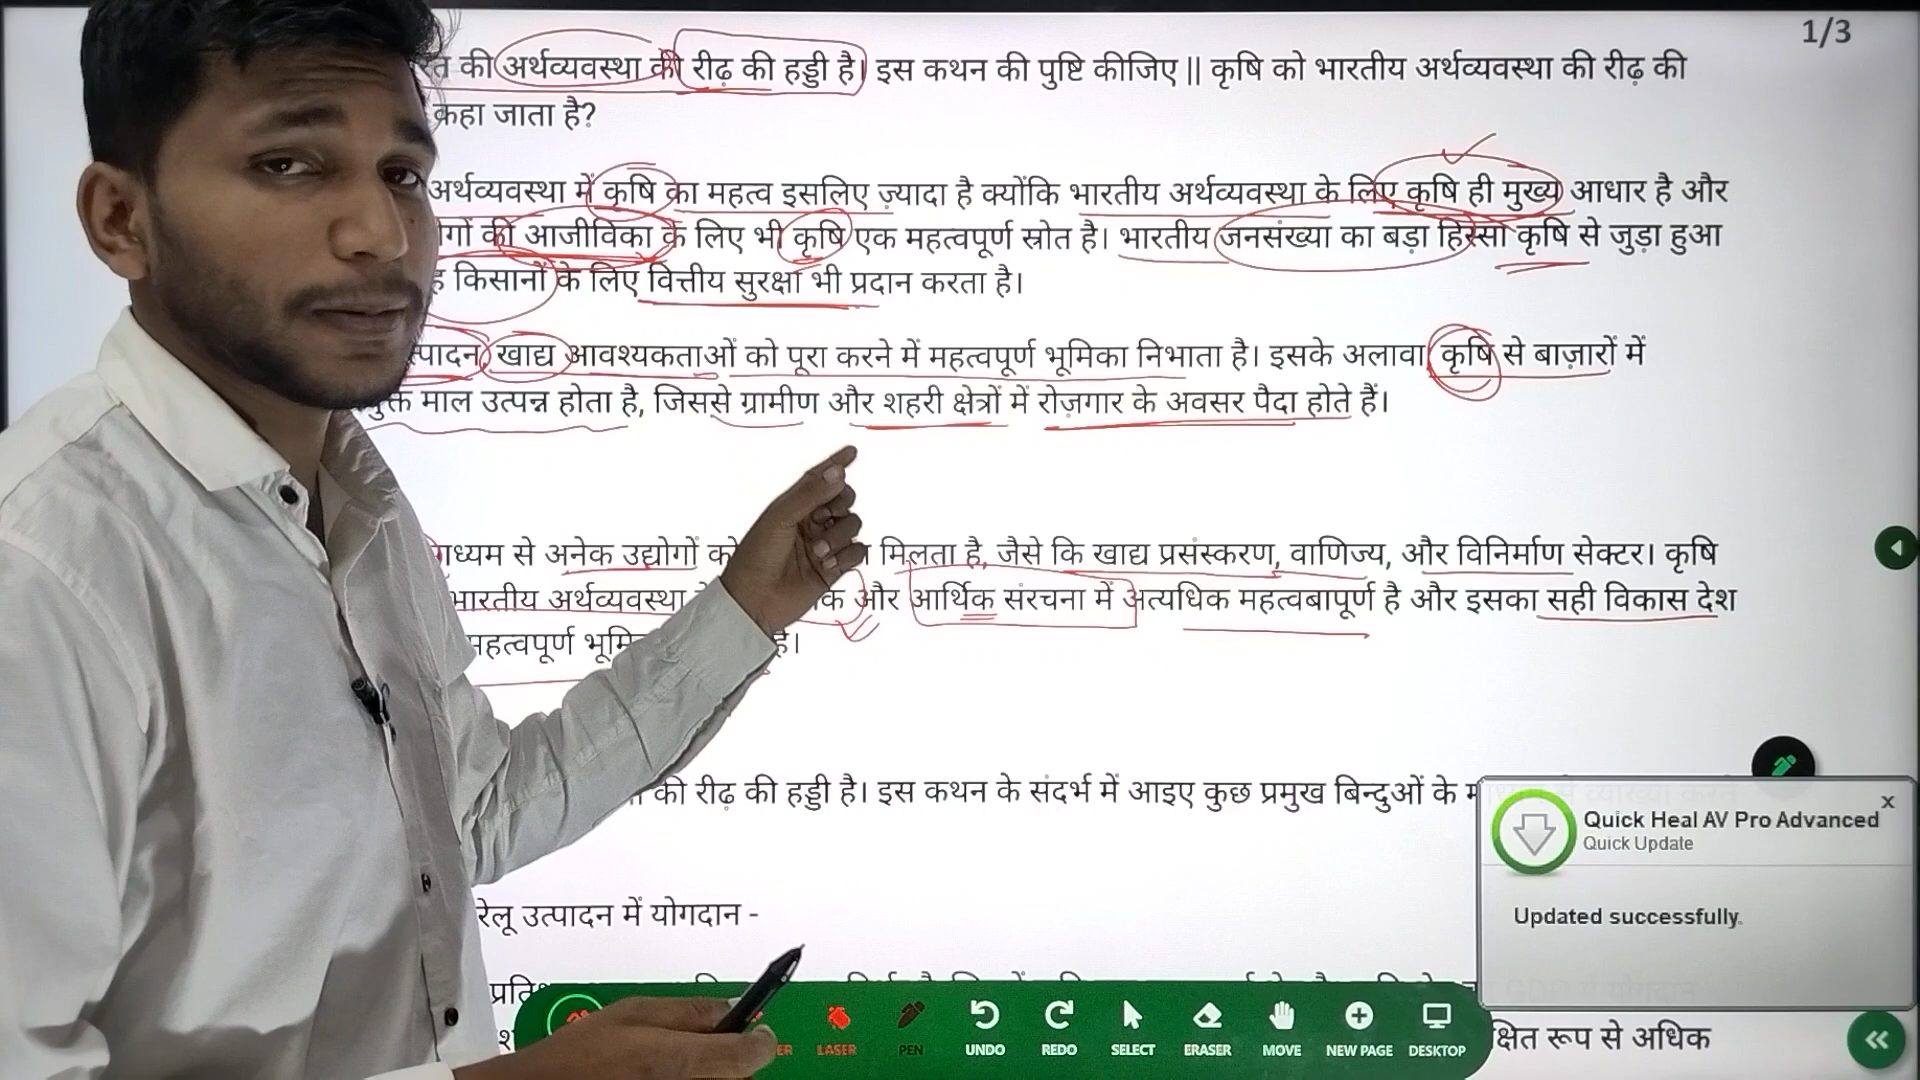 1/3
की अर्थव्यवस्था की रीढ़ की हड्डी है। इस कथन की पुष्टि कीजिए || कृषि को भारतीय अर्थव्यवस्था की रीढ़ की
कहा जाता है?
अर्थव्यवस्था में कृषि का महत्व इसलिए ज़्यादा है क्योंकि भारतीय अर्थव्यवस्था के लिए कृषि ही मुख्य आधार है और
की आजीविका के लिए भी कृषि एक महत्वपूर्ण स्रोत है। भारतीय जनसंख्या का बड़ा हिस्सा कृषि से जुड़ा हुआ
किसानों के लिए वित्तीय सुरक्षा भी प्रदान करता है।
खाद्य आवश्यकताओं को पूरा करने में महत्वपूर्ण भूमिका निभाता है। इसके अलावा कृषि से बाज़ारों में
माल उत्पन्न होता है, जिससे ग्रामीण और शहरी क्षेत्रों में रोज़गार के अवसर पैदा होते हैं।
से अनेक उद्योगों मिलता है, जैसे कि खाद्य प्रसंस्करण, वाणिज्य, और विनिर्माण सेक्टर। कृषि
भारतीय अर्थव्यवस्था और आर्थिक संरचना में अत्यधिक महत्वबापूर्ण है और इसका सही विकास देश
महत्वपूर्ण है।
की रीढ़ की हड्डी है। इस कथन के संदर्भ में आइए कुछ प्रमुख बिन्दुओं के
उत्पादन में योगदान -
रूप से अधिक
Quick Heal AV Pro Advanced
x
Quick Update
Updated successfully.
LASER
PEN
UNDO
REDO
SELECT
ERASER
MOVE
NEW PAGE
DESKTOP